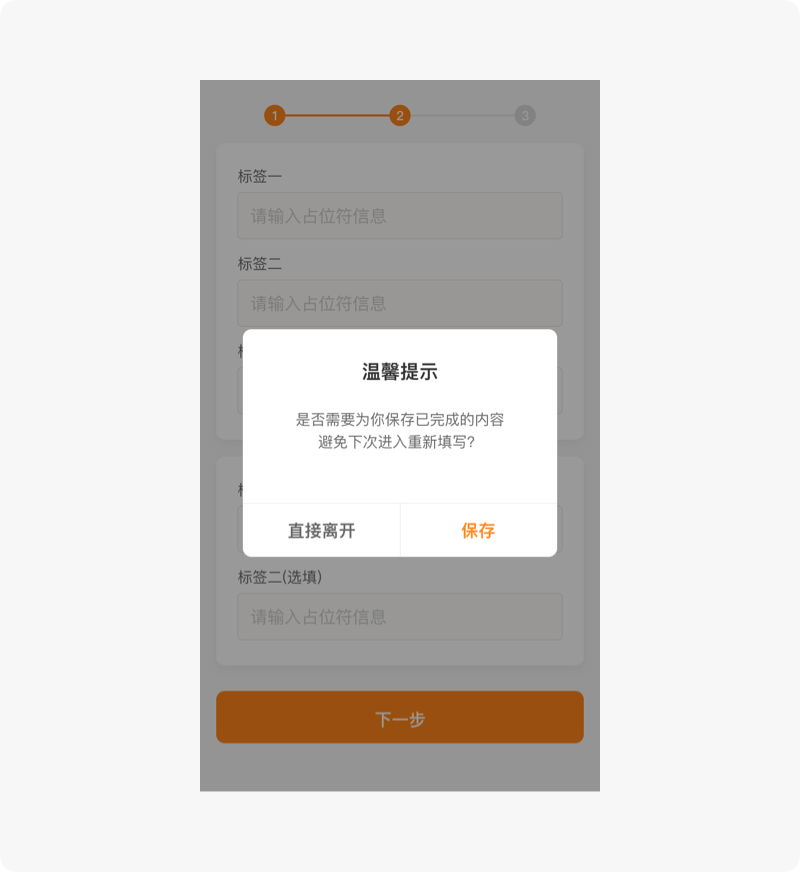 1
2
3
标签一
请输入占位符信息
标签二
请输入占位符信息
温馨提示
是否需要为你保存已完成的内容
避免下次进入重新填写?
直接离开
保存
标签二(选填)
请输入占位符信息
下一步